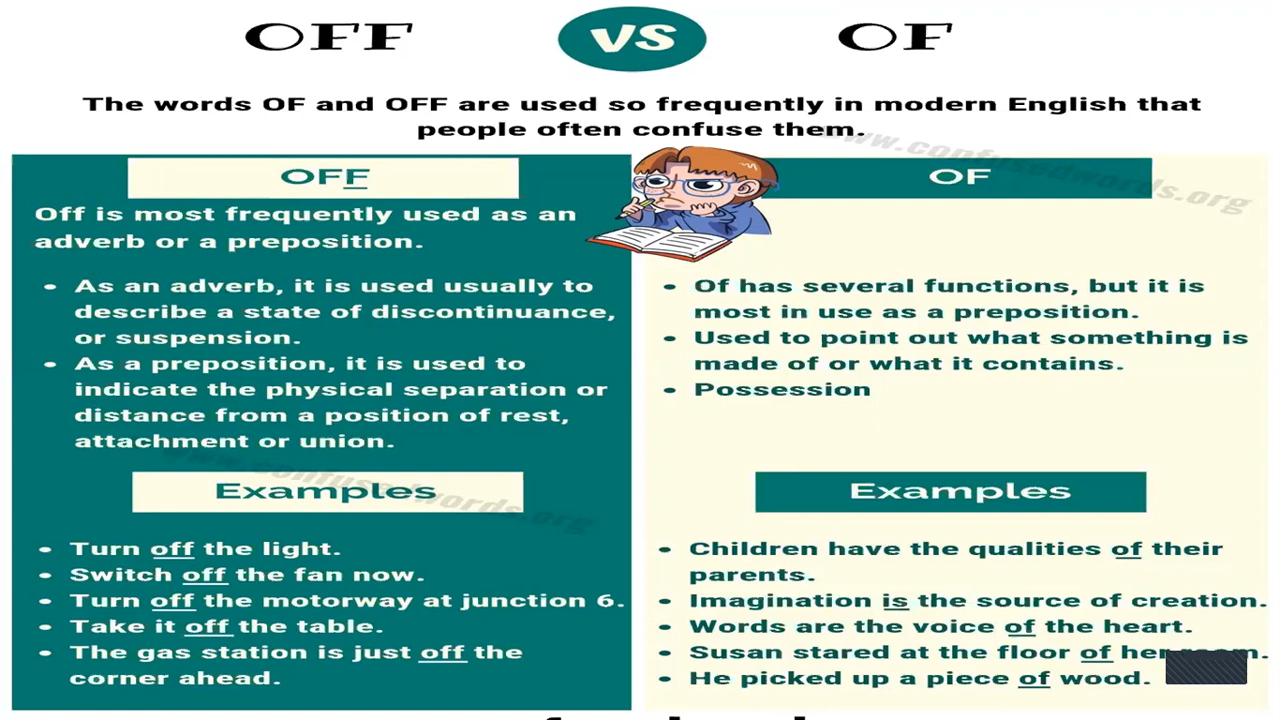 OFF VS OF
The words OF and OFF are used so frequently in modern English that
people often confuse them.
www.confusedwords.org
OFF
Off is most frequently used as an
adverb or a preposition.
• As an adverb, it is used usually to
describe a state of discontinuance,
or suspension.
• As a preposition, it is used to
indicate the physical separation or
distance from a position of rest,
attachment or union.
www.confusedwords.org
Examples
• Turn off the light.
• Switch off the fan now.
• Turn off the motorway at junction 6.
• Take it off the table.
• The gas station is just off the
corner ahead.
OF
• Of has several functions, but it is
most in use as a preposition.
• Used to point out what something is
made of or what it contains.
• Possession
Examples
• Children have the qualities of their
parents.
• Imagination is the source of creation.
• Words are the voice of the heart.
• Susan stared at the floor of her room.
• He picked up a piece of wood.